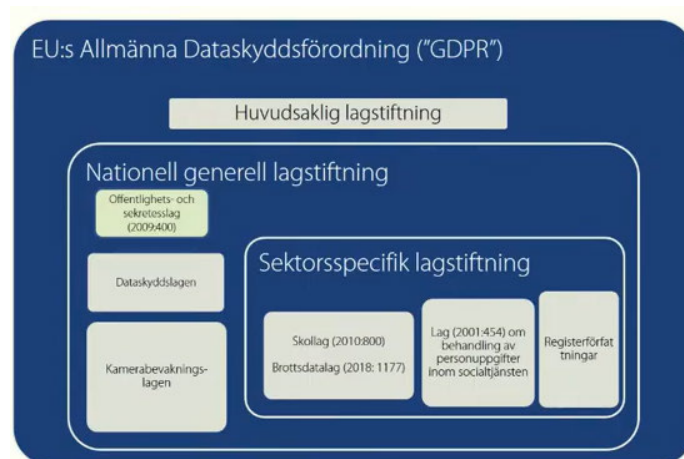 EU:s Allmänna Dataskyddsförordning ("GDPR")
Huvudsaklig lagstiftning
Nationell generell lagstiftning
Offentlighets- och
sekretesslag
(2009:400)
Dataskyddslagen
Kamerabevaknings-
lagen
Sektorsspecifik lagstiftning
Skollag (2010:800)
Brottsdatalag (2018: 1177)
Lag (2001:454) om
behandling av
personuppgifter
inom socialtjänsten
Registerförfat
tningar